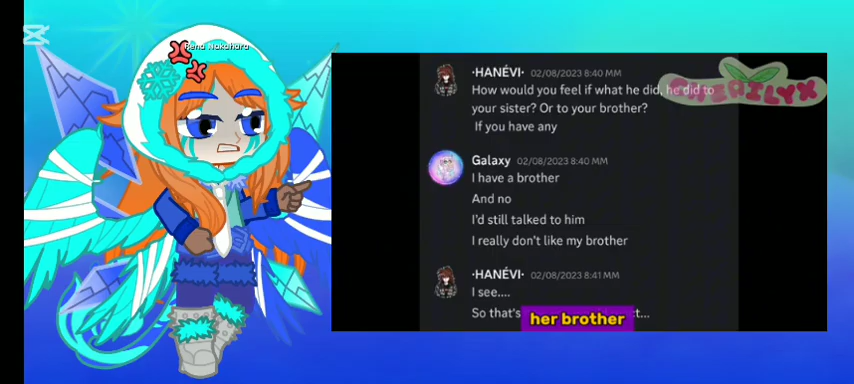 Rena Nakahara
·HANÉVI· 02/08/2023 8:40 MM
How would you feel if what he did, he did to
your sister? Or to your brother?
If you have any
CHERILYX
Galaxy 02/08/2023 8:40 MM
I have a brother
And no
I'd still talked to him
I really don't like my brother
·HANÉVI· 02/08/2023 8:41 MM
I see....
So that's
her brother
t...